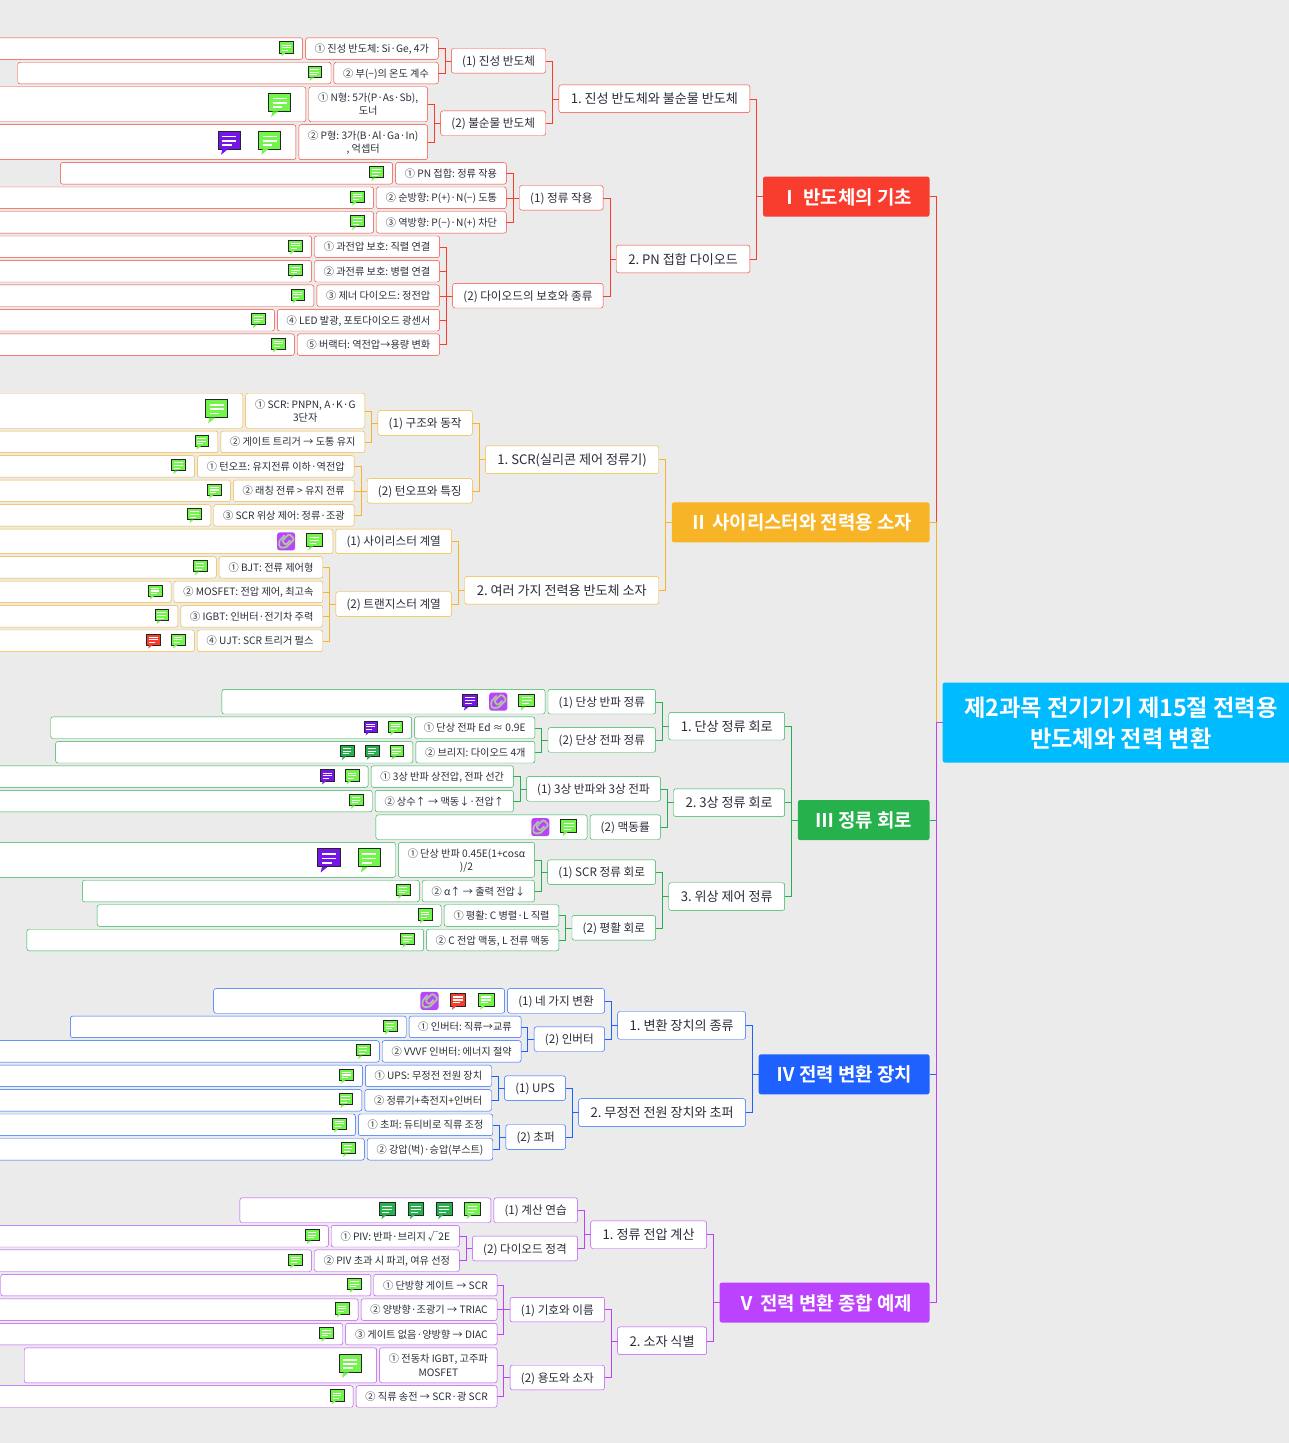 제2과목 전기기기 제15절 전력용
반도체와 전력 변환
Ⅰ 반도체의 기초
1. 진성 반도체와 불순물 반도체
(1) 진성 반도체
① 진성 반도체: Si·Ge, 4가
② 부(−)의 온도 계수
(2) 불순물 반도체
① N형: 5가(P·As·Sb),
도너
② P형: 3가(B·Al·Ga·In)
, 억셉터
2. PN 접합 다이오드
(1) 정류 작용
① PN 접합: 정류 작용
② 순방향: P(+)·N(−) 도통
③ 역방향: P(−)·N(+) 차단
(2) 다이오드의 보호와 종류
① 과전압 보호: 직렬 연결
② 과전류 보호: 병렬 연결
③ 제너 다이오드: 정전압
④ LED 발광, 포토다이오드 광센서
⑤ 버랙터: 역전압→용량 변화
Ⅱ 사이리스터와 전력용 소자
1. SCR(실리콘 제어 정류기)
(1) 구조와 동작
① SCR: PNPN, A·K·G
3단자
② 게이트 트리거 → 도통 유지
(2) 턴오프와 특징
① 턴오프: 유지전류 이하·역전압
② 래칭 전류 > 유지 전류
③ SCR 위상 제어: 정류·조광
2. 여러 가지 전력용 반도체 소자
(1) 사이리스터 계열
(2) 트랜지스터 계열
① BJT: 전류 제어형
② MOSFET: 전압 제어, 최고속
③ IGBT: 인버터·전기차 주력
④ UJT: SCR 트리거 펄스
Ⅲ 정류 회로
1. 단상 정류 회로
(1) 단상 반파 정류
(2) 단상 전파 정류
① 단상 전파 Ed ≈ 0.9E
② 브리지: 다이오드 4개
2. 3상 정류 회로
(1) 3상 반파와 3상 전파
① 3상 반파 상전압, 전파 선간
② 상수↑ → 맥동↓·전압↑
(2) 맥동률
3. 위상 제어 정류
(1) SCR 정류 회로
① 단상 반파 0.45E(1+cosα
)/2
② α↑ → 출력 전압↓
(2) 평활 회로
① 평활: C 병렬·L 직렬
② C 전압 맥동, L 전류 맥동
Ⅳ 전력 변환 장치
1. 변환 장치의 종류
(1) 네 가지 변환
(2) 인버터
① 인버터: 직류→교류
② VVVF 인버터: 에너지 절약
2. 무정전 전원 장치와 초퍼
(1) UPS
① UPS: 무정전 전원 장치
② 정류기+축전지+인버터
(2) 초퍼
① 초퍼: 듀티비로 직류 조정
② 강압(벅)·승압(부스트)
Ⅴ 전력 변환 종합 예제
1. 정류 전압 계산
(1) 계산 연습
(2) 다이오드 정격
① PIV: 반파·브리지 √2E
② PIV 초과 시 파괴, 여유 선정
2. 소자 식별
(1) 기호와 이름
① 단방향 게이트 → SCR
② 양방향·조광기 → TRIAC
③ 게이트 없음·양방향 → DIAC
(2) 용도와 소자
① 전동차 IGBT, 고주파
MOSFET
② 직류 송전 → SCR·광 SCR